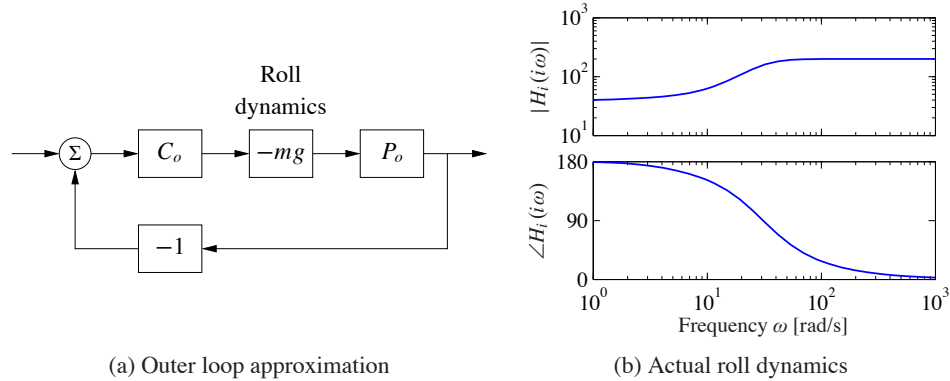 Roll
dynamics
Σ
C_o
−mg
P_o
−1
(a) Outer loop approximation
|H_i(iω)|
10^3
10^2
10^1
∠H_i(iω)
180
90
0
10^0 10^1 10^2 10^3
Frequency ω [rad/s]
(b) Actual roll dynamics